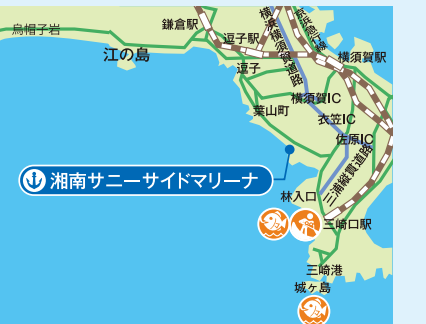 烏帽子岩
鎌倉駅
江の島
逗子駅
逗子
横浜横須賀道路
京浜急行線
横須賀駅
横須賀IC
葉山町
衣笠IC
佐原IC
三浦縦貫道路
湘南サニーサイドマリーナ
林入口
三崎口駅
三崎港
城ヶ島